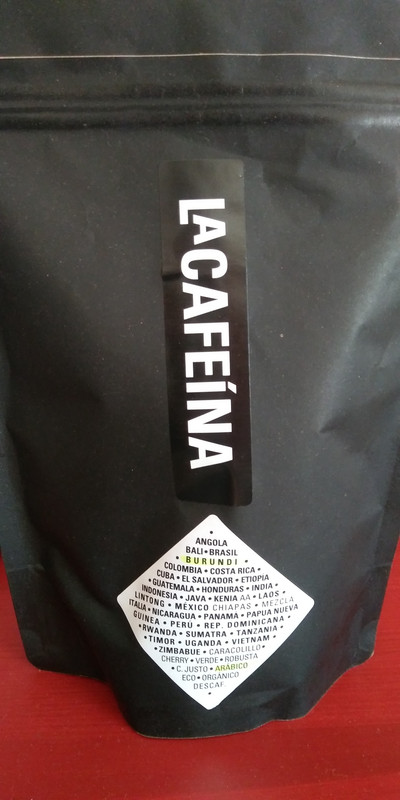 LACAFEÍNA
•
ANGOLA
BALI • BRASIL
• BURUNDI •
COLOMBIA • COSTA RICA •
CUBA • EL SALVADOR • ETIOPIA
• GUATEMALA • HONDURAS • INDIA •
INDONESIA • JAVA • KENIA AA • LAOS •
LINTONG • MÉXICO CHIAPAS • MEZCLA
ITALIA • NICARAGUA • PANAMA • PAPUA NUEVA
GUINEA • PERÚ • REP. DOMINICANA •
• RWANDA • SUMATRA • TANZANIA •
• TIMOR • UGANDA • VIETNAM •
• ZIMBABUE • CARACOLILLO •
CHERRY • VERDE • ROBUSTA
• C. JUSTO • ARÁBICO
ECO • ORGÁNICO
DESCAF.
•